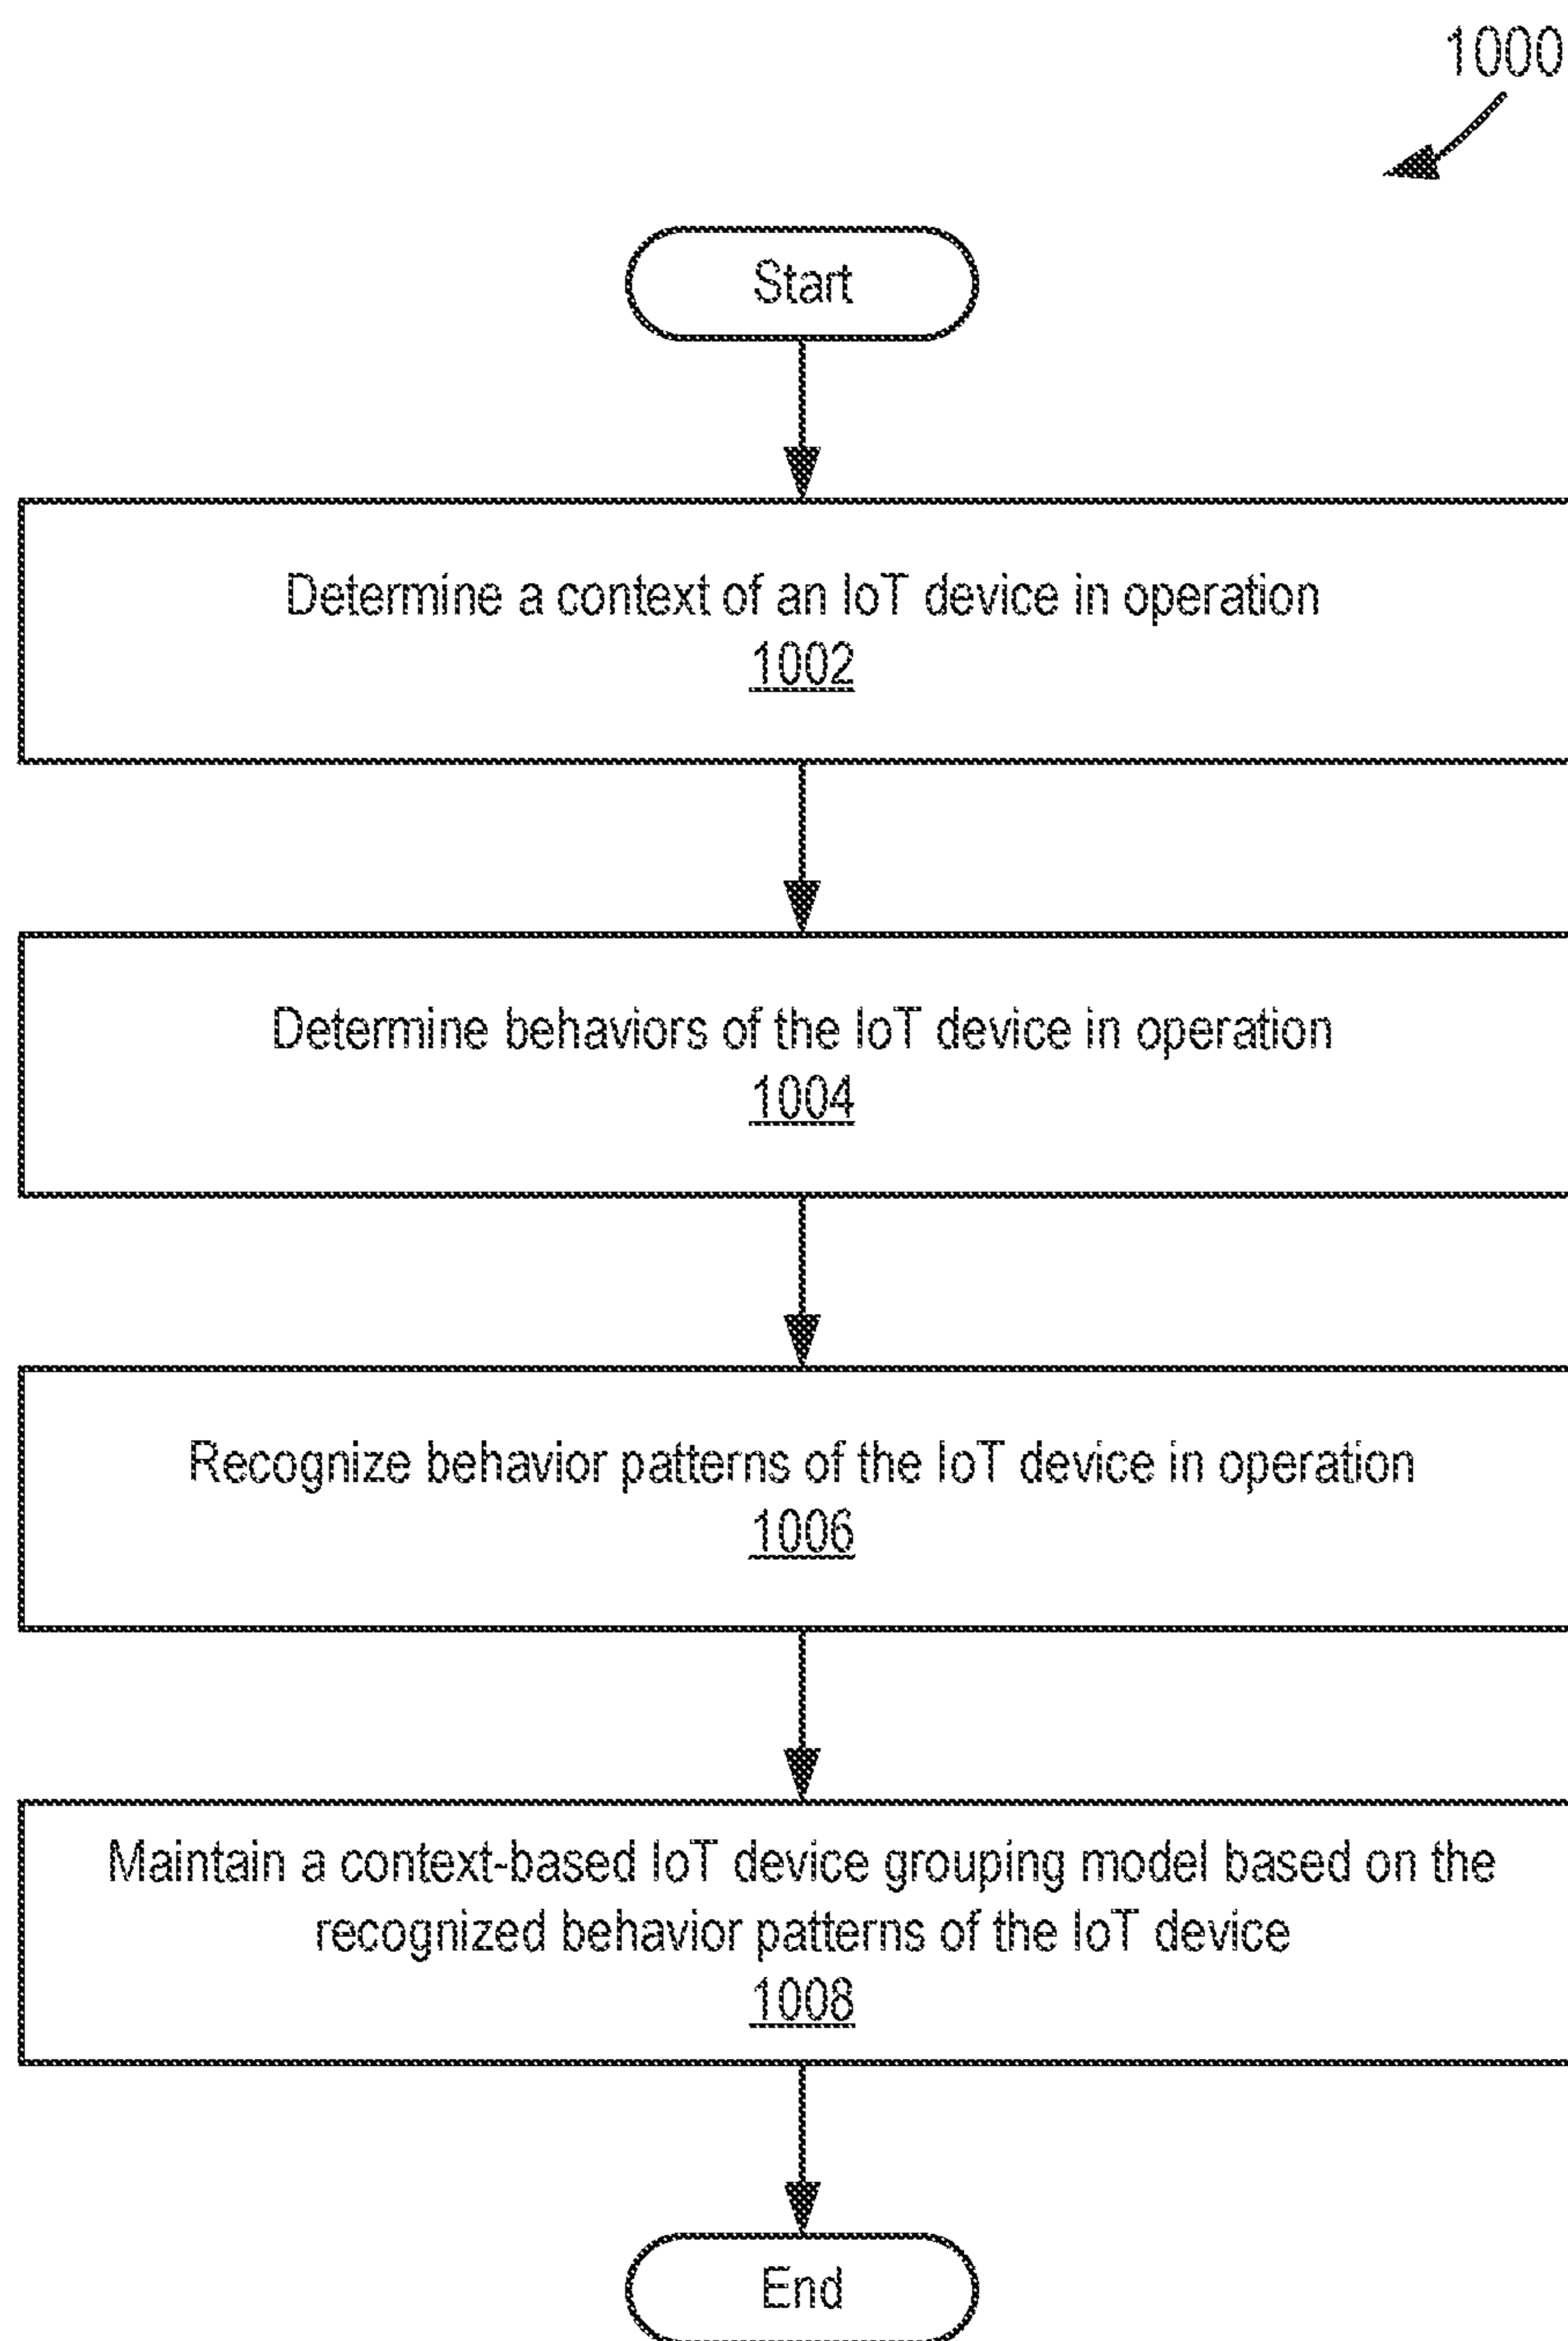 1000
Start
Determine a context of an IoT device in operation
1002
Determine behaviors of the IoT device in operation
1004
Recognize behavior patterns of the IoT device in operation
1006
Maintain a context-based IoT device grouping model based on the
recognized behavior patterns of the IoT device
1008
End